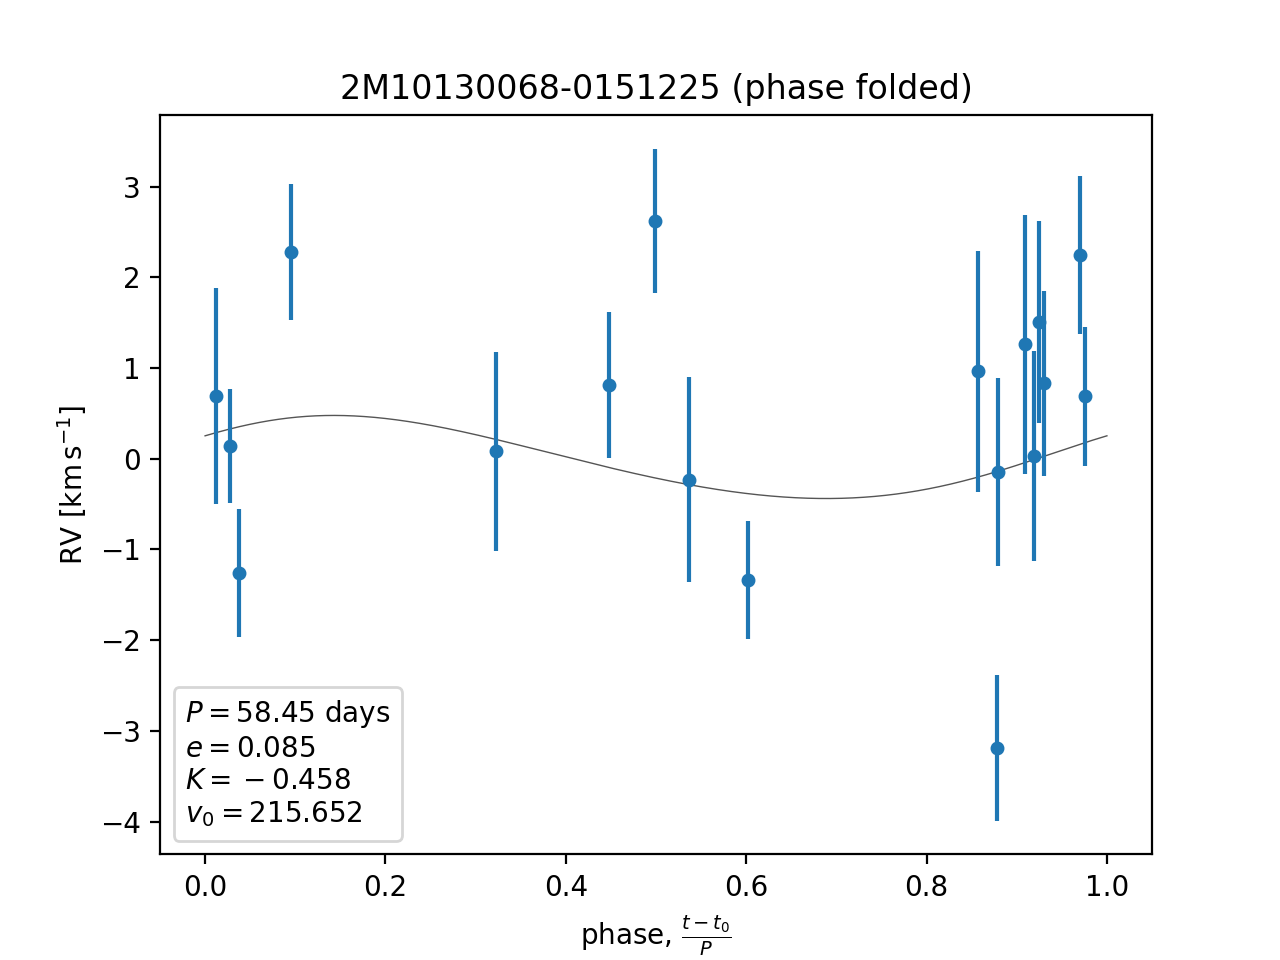 2M10130068-0151225 (phase folded)
RV [km s⁻¹]
3
2
1
0
−1
−2
−3
−4
P = 58.45 days
e = 0.085
K = −0.458
v₀ = 215.652
0.0 0.2 0.4 0.6 0.8 1.0
phase, (t − t₀)/P